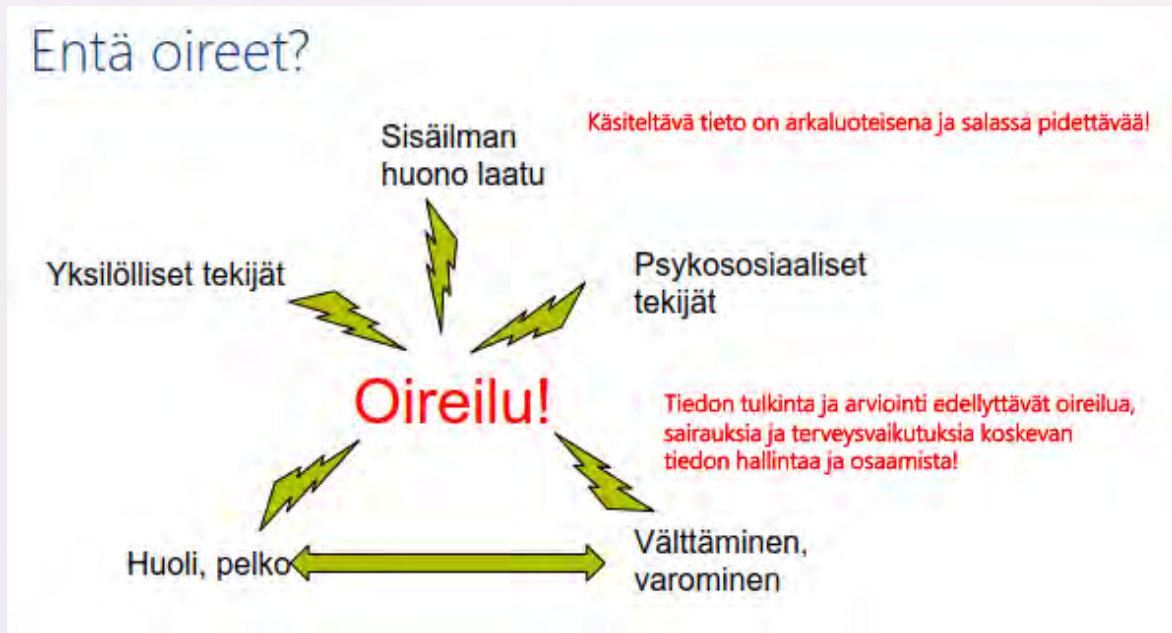 Entä oireet?
Käsiteltävä tieto on arkaluoteisena ja salassa pidettävää!
Sisäilman
huono laatu
Yksilölliset tekijät
Psykososiaaliset
tekijät
Oireilu!
Tiedon tulkinta ja arviointi edellyttävät oireilua,
sairauksia ja terveysvaikutuksia koskevan
tiedon hallintaa ja osaamista!
Huoli, pelko
Välttäminen,
varominen